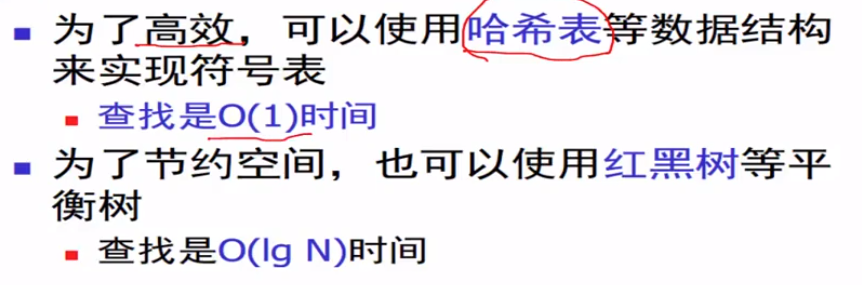 为了高效，可以使用哈希表等数据结构
来实现符号表
查找是O(1)时间
为了节约空间，也可以使用红黑树等平
衡树
查找是O(lg N)时间